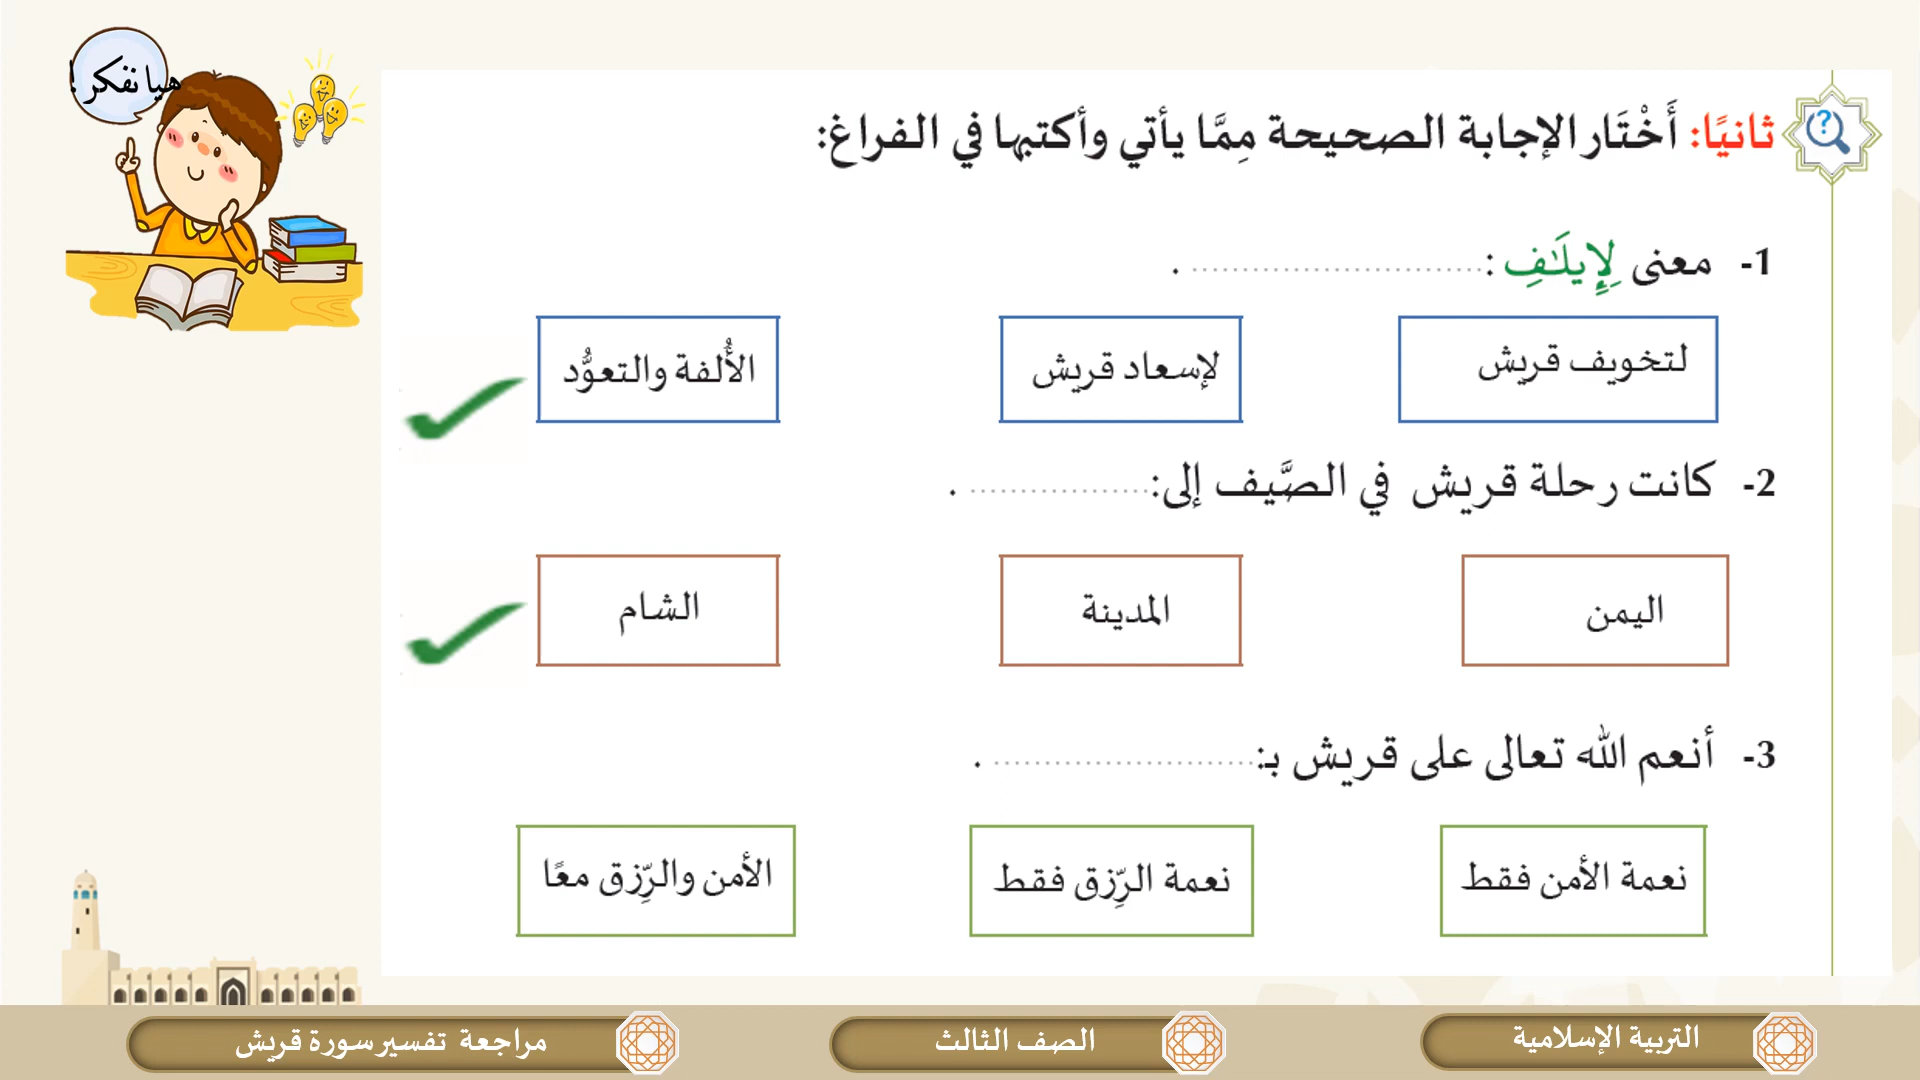 هيا نفكر !
ثانيًا: أَخْتَار الإجابة الصحيحة مِمَّا يأتي وأكتبها في الفراغ:
1- معنى لِإِيلَـٰفِ : ............................. .
لتخويف قريش
لإسعاد قريش
الأُلفة والتعوُّد
2- كانت رحلة قريش في الصَّيف إلى: .................. .
اليمن
المدينة
الشام
3- أنعم الله تعالى على قريش بـ: .......................... .
نعمة الأمن فقط
نعمة الرِّزق فقط
الأمن والرِّزق معًا
التربية الإسلامية
الصف الثالث
مراجعة تفسير سورة قريش